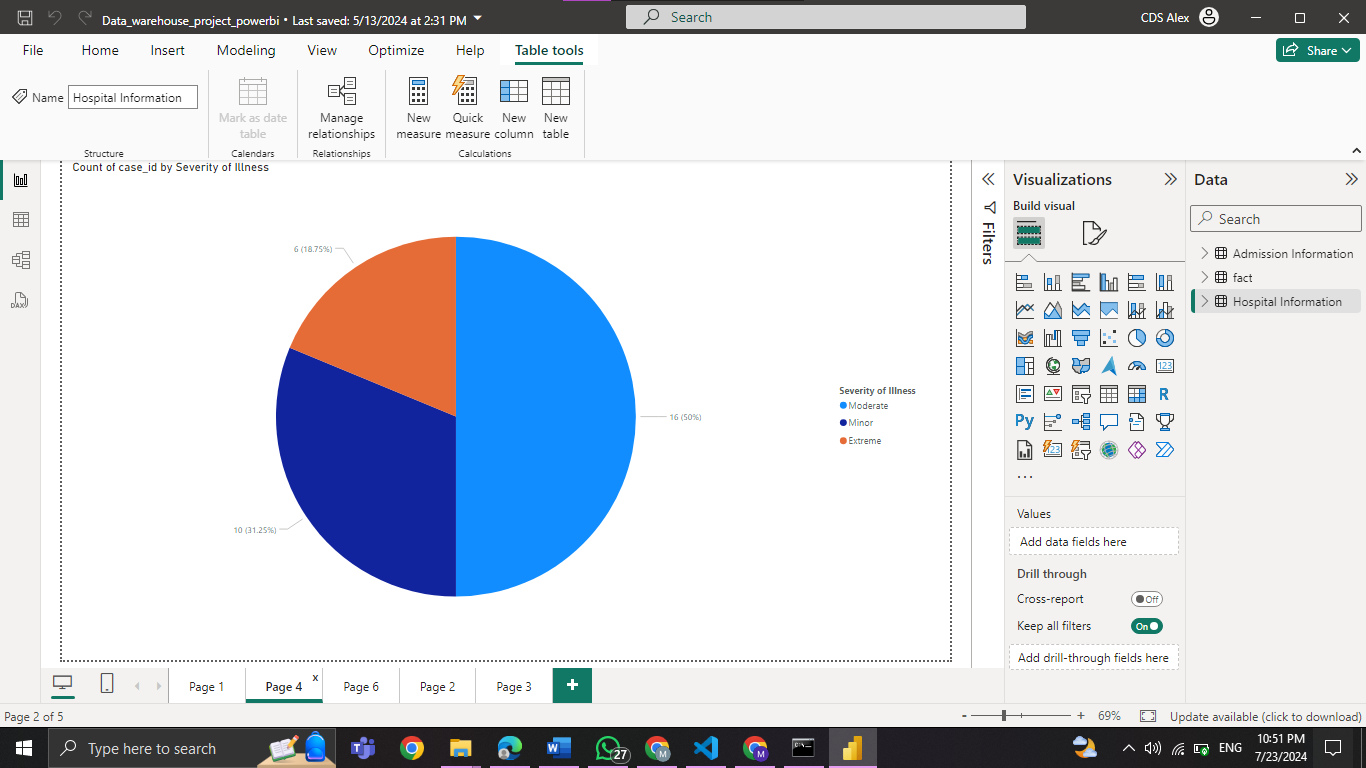 Data_warehouse_project_powerbi • Last saved: 5/13/2024 at 2:31 PM
Search
CDS Alex
File Home Insert Modeling View Optimize Help Table tools
Share
Name Hospital Information
Mark as date table
Manage relationships
New measure
Quick measure
New column
New table
Structure Calendars Relationships Calculations
Count of case_id by Severity of Illness
6 (18.75%)
16 (50%)
10 (31.25%)
Severity of Illness
Moderate
Minor
Extreme
Filters
Visualizations
Build visual
123
R
Py
123
...
Values
Add data fields here
Drill through
Cross-report Off
Keep all filters On
Add drill-through fields here
Data
Search
Admission Information
fact
Hospital Information
DAX
Page 1 Page 4 x Page 6 Page 2 Page 3 +
Page 2 of 5
- + 69%
Update available (click to download)
Type here to search
27
M
M
ENG
10:51 PM
7/23/2024